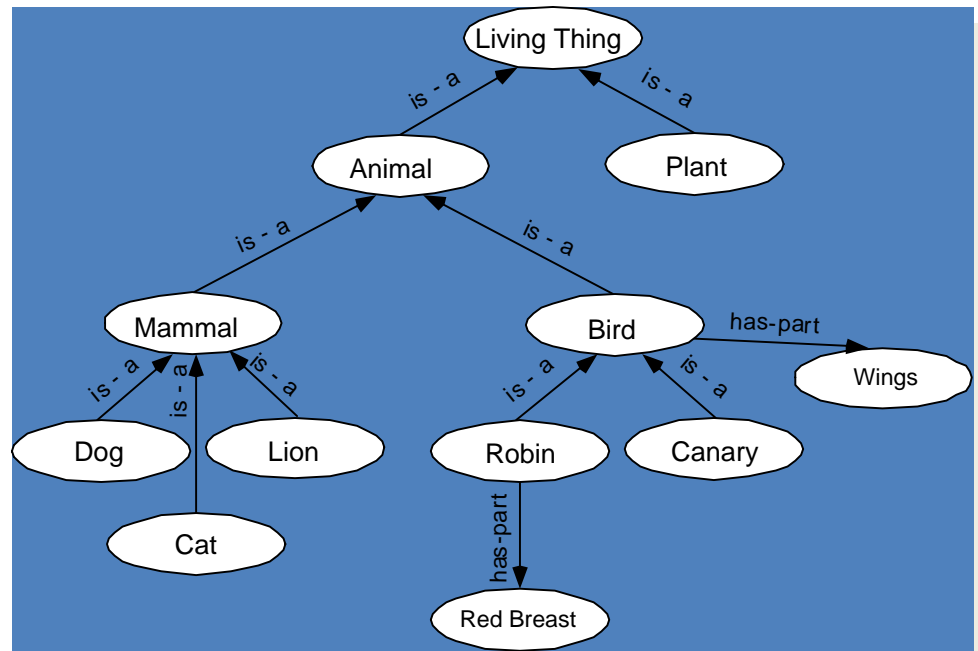 Living Thing
is - a
is - a
Animal
Plant
is - a
is - a
Mammal
Bird
has-part
Wings
is - a
is - a
is - a
is - a
is - a
Dog
Lion
Robin
Canary
Cat
has-part
Red Breast